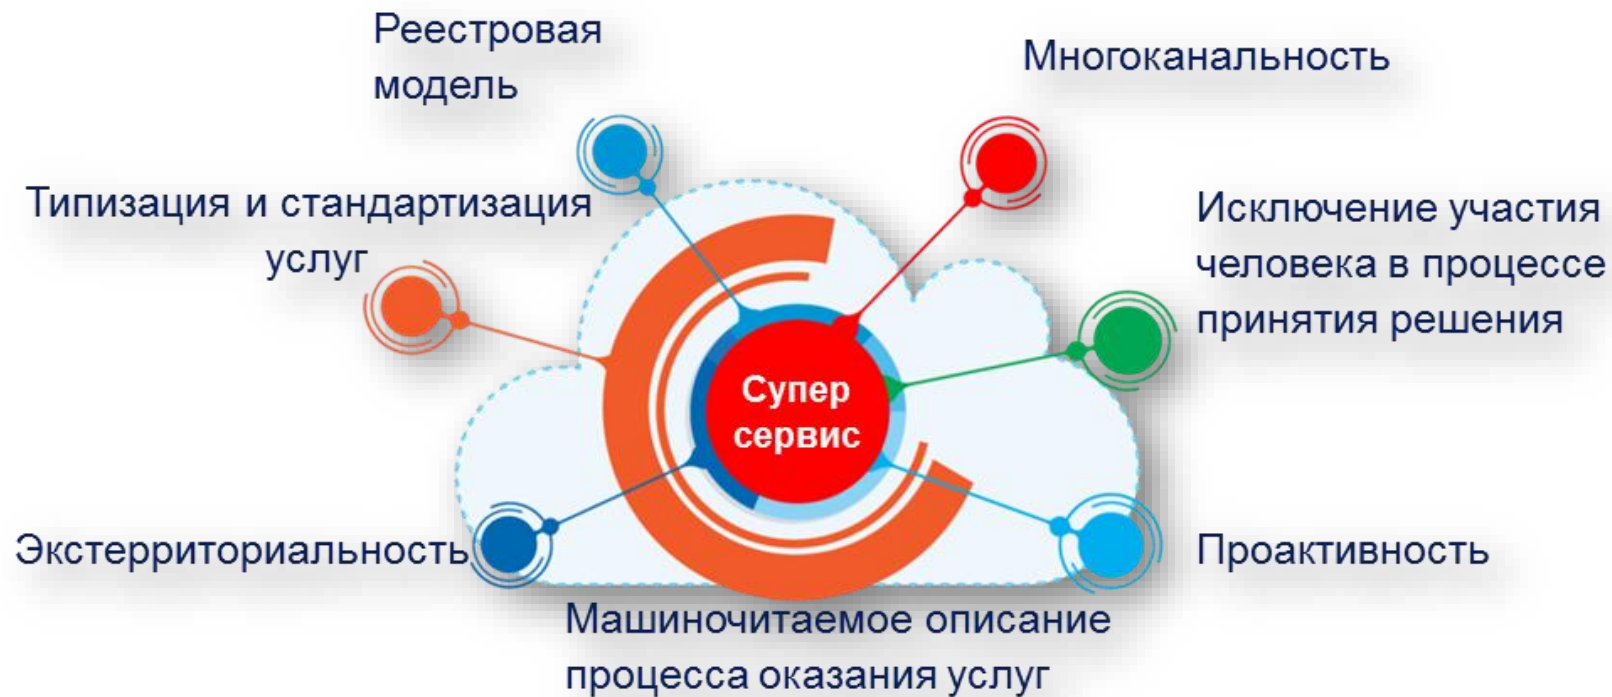 Реестровая
модель
Многоканальность
Типизация и стандартизация
услуг
Исключение участия
человека в процессе
принятия решения
Супер
сервис
Экстерриториальность
Проактивность
Машиночитаемое описание
процесса оказания услуг